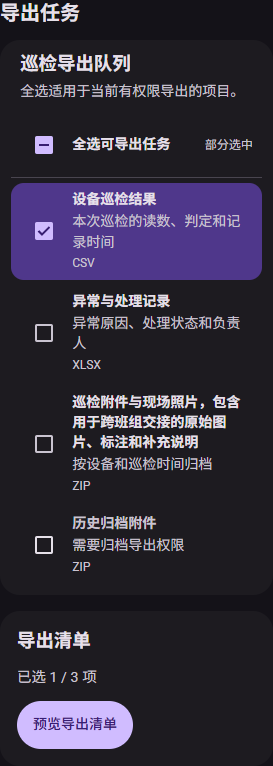 导出任务
巡检导出队列
全选适用于当前有权限导出的项目。
全选可导出任务
部分选中
设备巡检结果
本次巡检的读数、判定和记
录时间
CSV
异常与处理记录
异常原因、处理状态和负责
人
XLSX
巡检附件与现场照片，包含
用于跨班组交接的原始图
片、标注和补充说明
按设备和巡检时间归档
ZIP
历史归档附件
需要归档导出权限
ZIP
导出清单
已选 1 / 3 项
预览导出清单